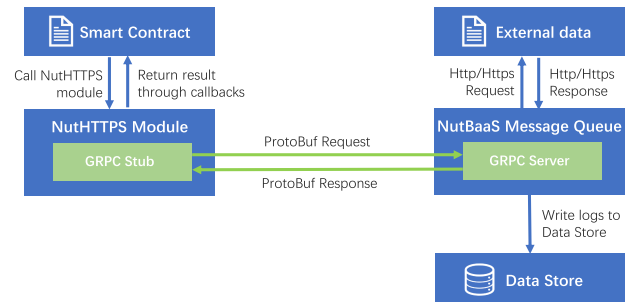 Smart Contract
External data
Call NutHTTPS
module
Return result
through callbacks
Http/Https
Request
Http/Https
Response
NutHTTPS Module
GRPC Stub
ProtoBuf Request
ProtoBuf Response
NutBaaS Message Queue
GRPC Server
Write logs to
Data Store
Data Store